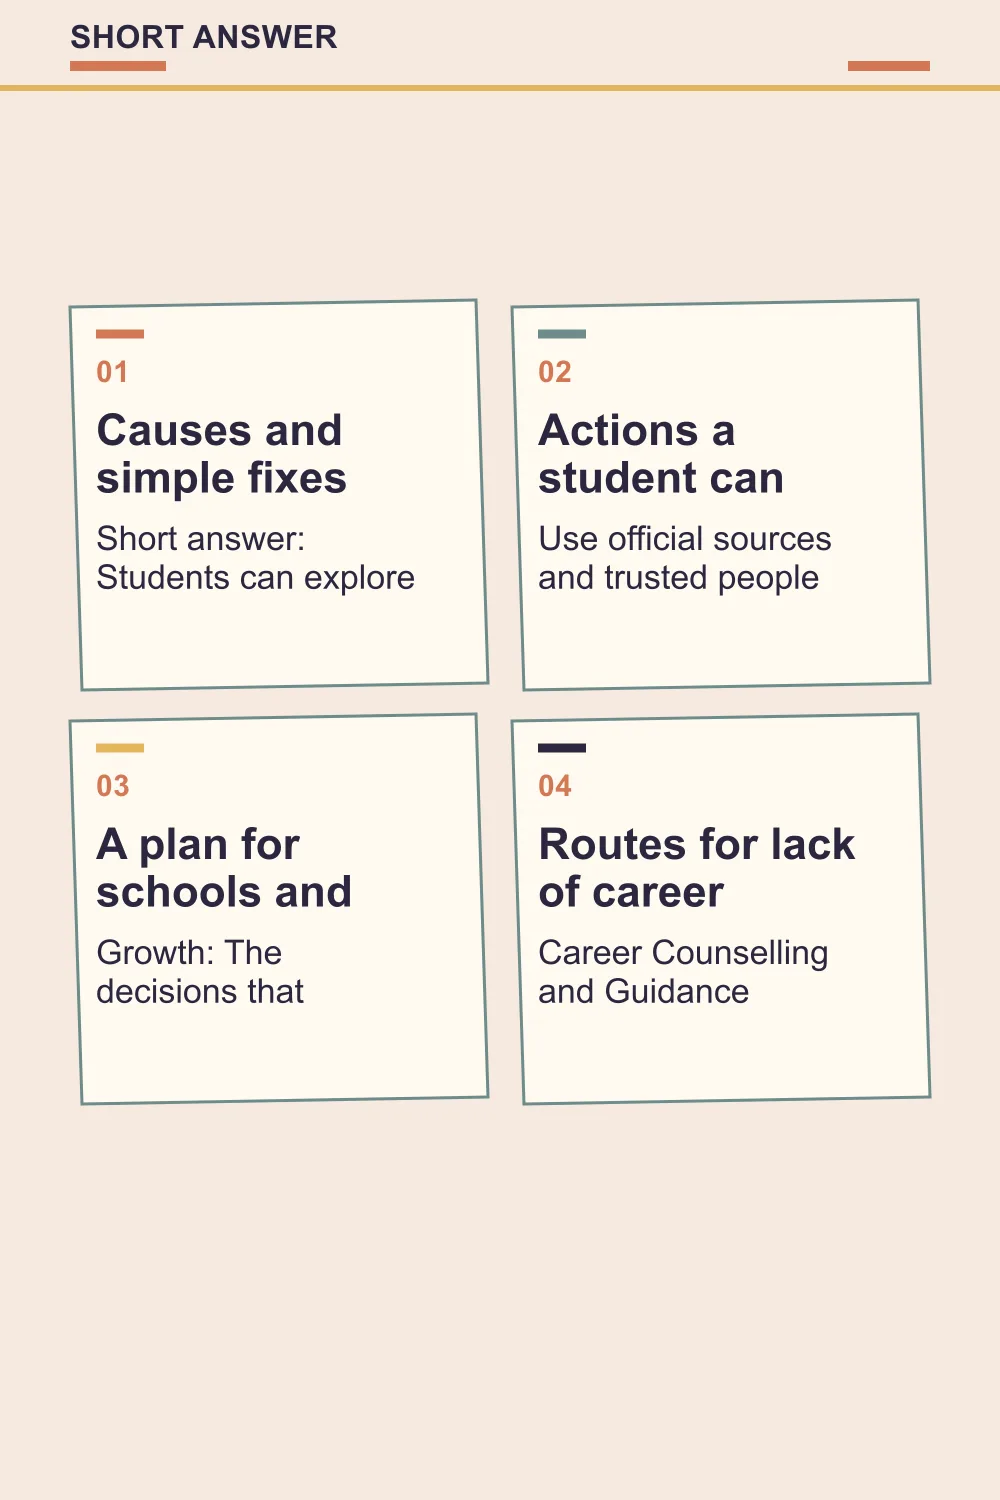 SHORT ANSWER
01
Causes and
simple fixes
Short answer:
Students can explore
02
Actions a
student can
Use official sources
and trusted people
03
A plan for
schools and
Growth: The
decisions that
04
Routes for lack
of career
Career Counselling
and Guidance